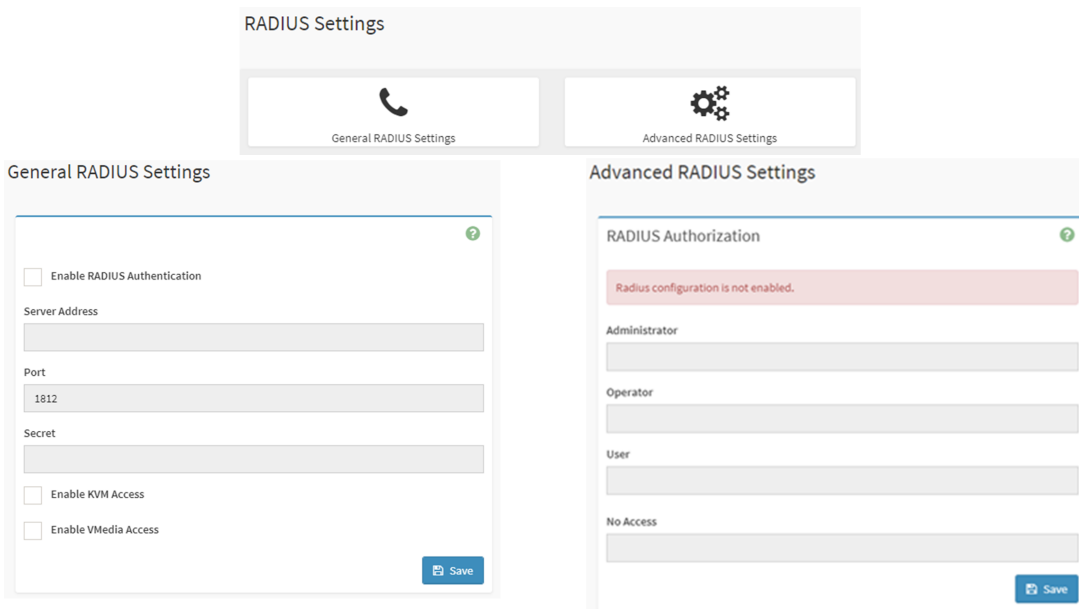 RADIUS Settings
General RADIUS Settings
Advanced RADIUS Settings
General RADIUS Settings
Enable RADIUS Authentication
Server Address
Port
1812
Secret
Enable KVM Access
Enable VMedia Access
Save
Advanced RADIUS Settings
RADIUS Authorization
Radius configuration is not enabled.
Administrator
Operator
User
No Access
Save